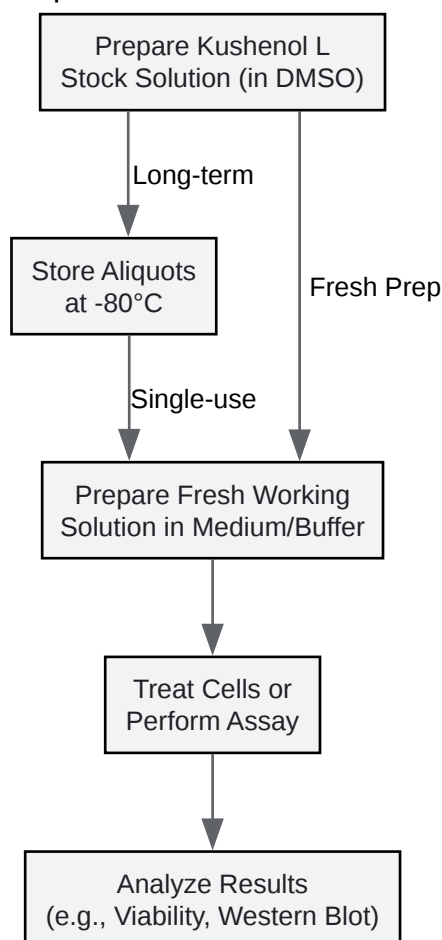 Prepare Kushenol L
Stock Solution (in DMSO)
Long-term
Store Aliquots
at -80°C
Fresh Prep
Single-use
Prepare Fresh Working
Solution in Medium/Buffer
Treat Cells or
Perform Assay
Analyze Results
(e.g., Viability, Western Blot)